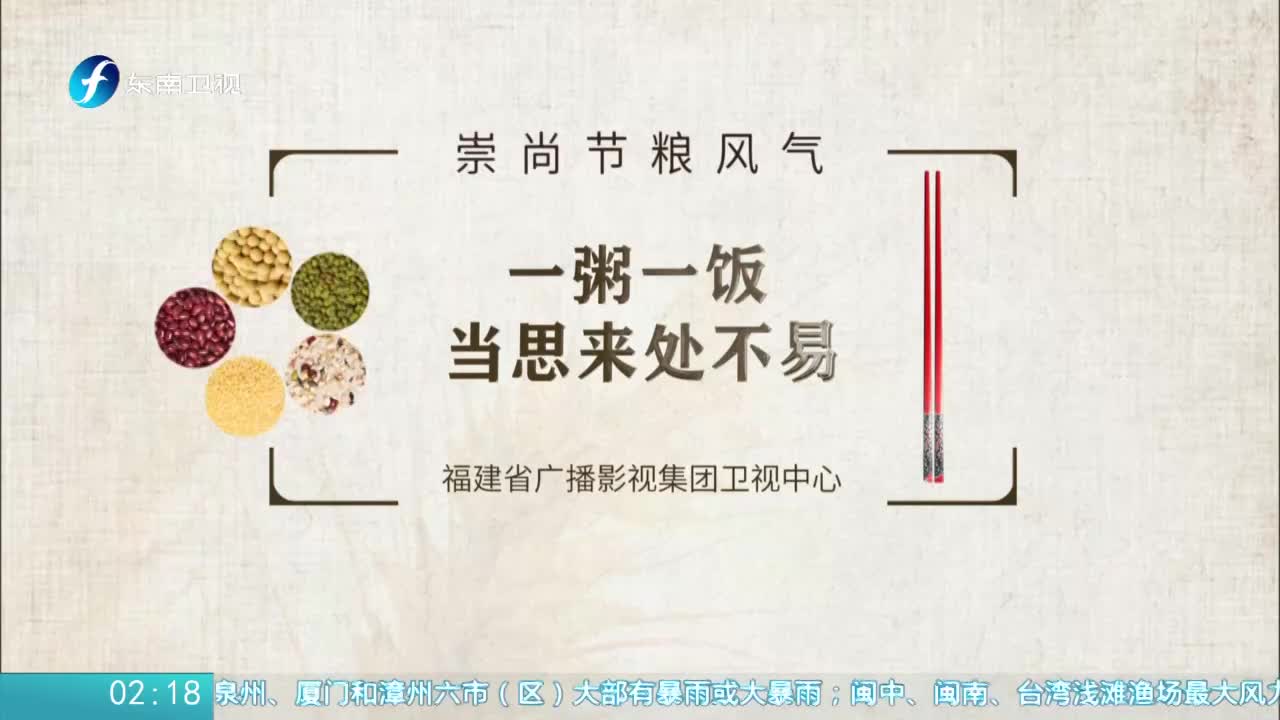 东南卫视
崇尚节粮风气
一粥一饭
当思来处不易
福建省广播影视集团卫视中心
02:18 泉州、厦门和漳州六市（区）大部有暴雨或大暴雨；闽中、闽南、台湾浅滩渔场最大风力